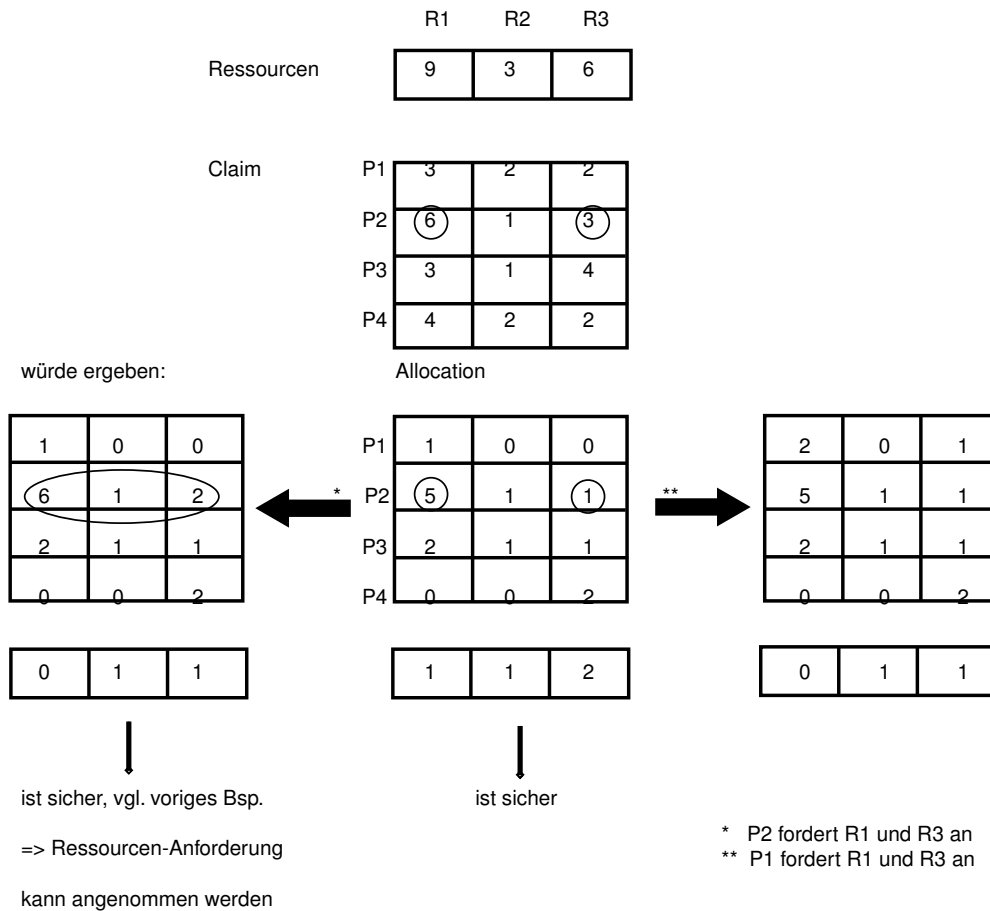 R1 R2 R3
Ressourcen 9 3 6
Claim P1 3 2 2
P2 6 1 3
P3 3 1 4
P4 4 2 2
würde ergeben: Allocation
1 0 0 P1 1 0 0 2 0 1
6 1 2 * P2 5 1 1 ** 5 1 1
2 1 1 P3 2 1 1 2 1 1
0 0 2 P4 0 0 2 0 0 2
0 1 1 1 1 2 0 1 1
ist sicher, vgl. voriges Bsp. ist sicher
* P2 fordert R1 und R3 an
=> Ressourcen-Anforderung
** P1 fordert R1 und R3 an
kann angenommen werden